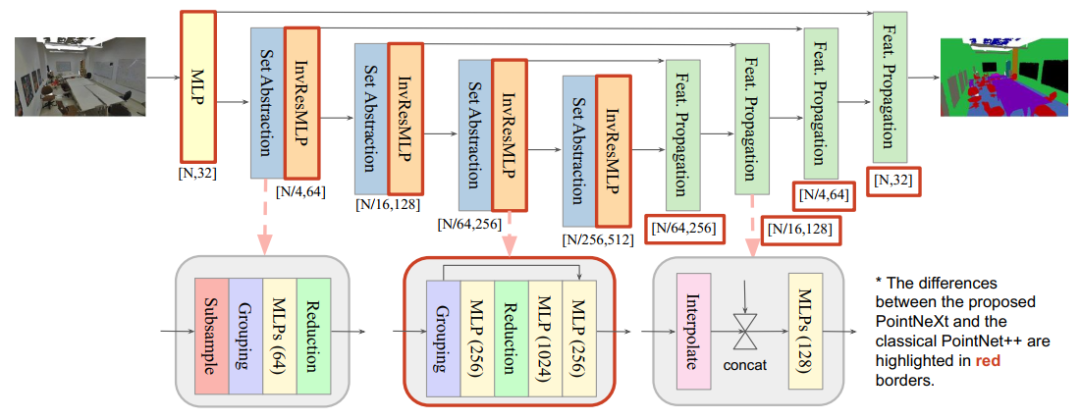 MLP
[N,32]
Set Abstraction
InvResMLP
[N/4,64]
Set Abstraction
InvResMLP
[N/16,128]
Set Abstraction
InvResMLP
[N/64,256]
Set Abstraction
InvResMLP
[N/256,512]
Feat. Propagation
[N/64,256]
Feat. Propagation
[N/16,128]
Feat. Propagation
[N/4,64]
Feat. Propagation
[N,32]
Subsample
Grouping
MLPs (64)
Reduction
Grouping
MLP (256)
Reduction
MLP (1024)
MLP (256)
Interpolate
concat
MLPs (128)
* The differences
between the proposed
PointNeXt and the
classical PointNet++ are
highlighted in red
borders.